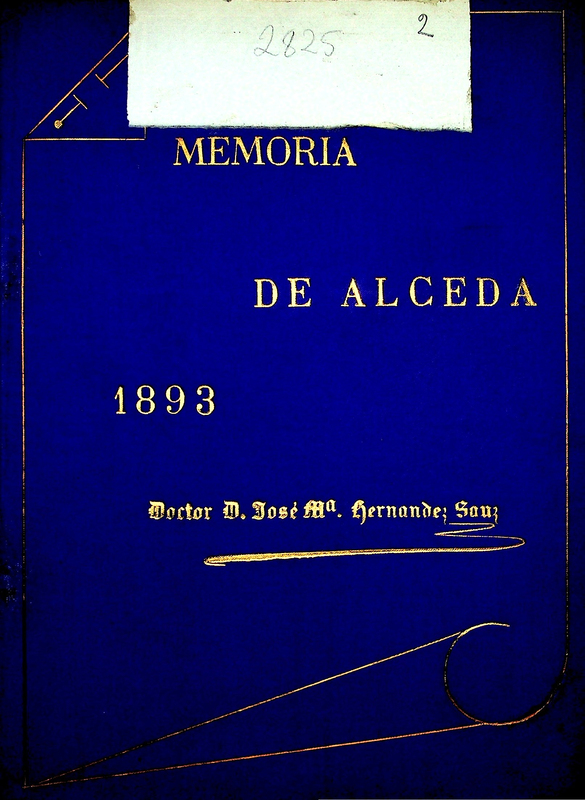 2
2825
MEMORIA
DE ALCEDA
1893
Doctor D. José Mª. Hernandez Sanz